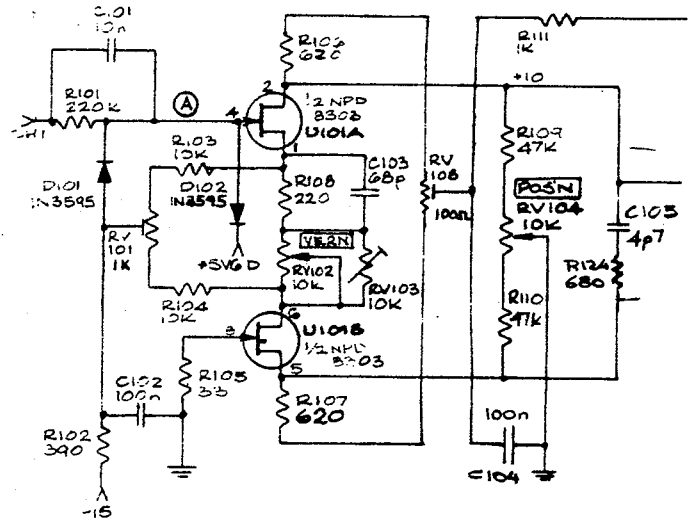 C101
10n
R106
620
R111
1K
R101
220K
A
2
+10
4
1/2 NPD
8303
U101A
CH1
R103
10K
1
C103
68p
RV
108
100n
R109
47K
D101
1N3595
D102
1N3595
R108
220
POS'N
RV104
10K
C105
4p7
RV
101
1K
VERN
+5V6 D
RV102
10K
RV103
10K
R124
680
R104
10K
6
U101B
R110
47K
3
1/2 NPD
8303
5
R105
33
C102
100n
R107
620
100n
R102
390
C104
-15